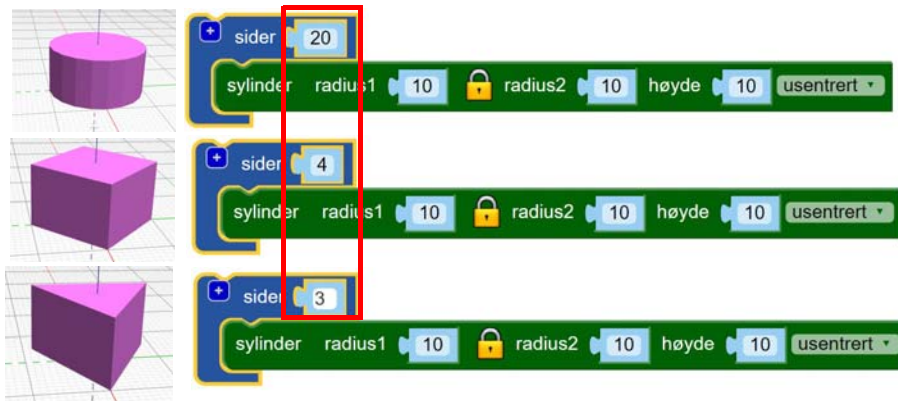 + sider 20
sylinder radius1 10 radius2 10 høyde 10 usentrert
+ sider 4
sylinder radius1 10 radius2 10 høyde 10 usentrert
+ sider 3
sylinder radius1 10 radius2 10 høyde 10 usentrert